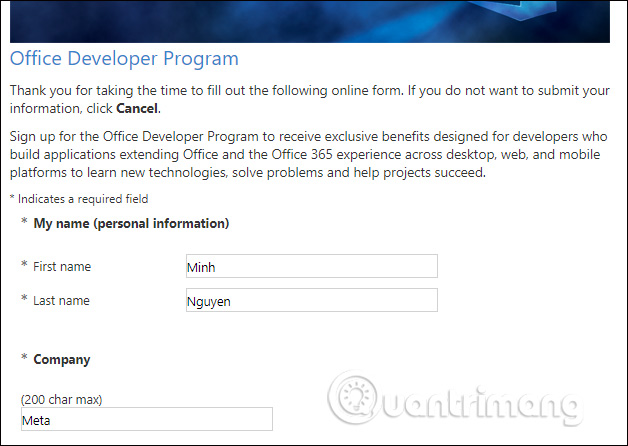 Office Developer Program
Thank you for taking the time to fill out the following online form. If you do not want to submit your
information, click Cancel.
Sign up for the Office Developer Program to receive exclusive benefits designed for developers who
build applications extending Office and the Office 365 experience across desktop, web, and mobile
platforms to learn new technologies, solve problems and help projects succeed.
* Indicates a required field
* My name (personal information)
* First name Minh
* Last name Nguyen
* Company
(200 char max)
Meta
Quantrimang